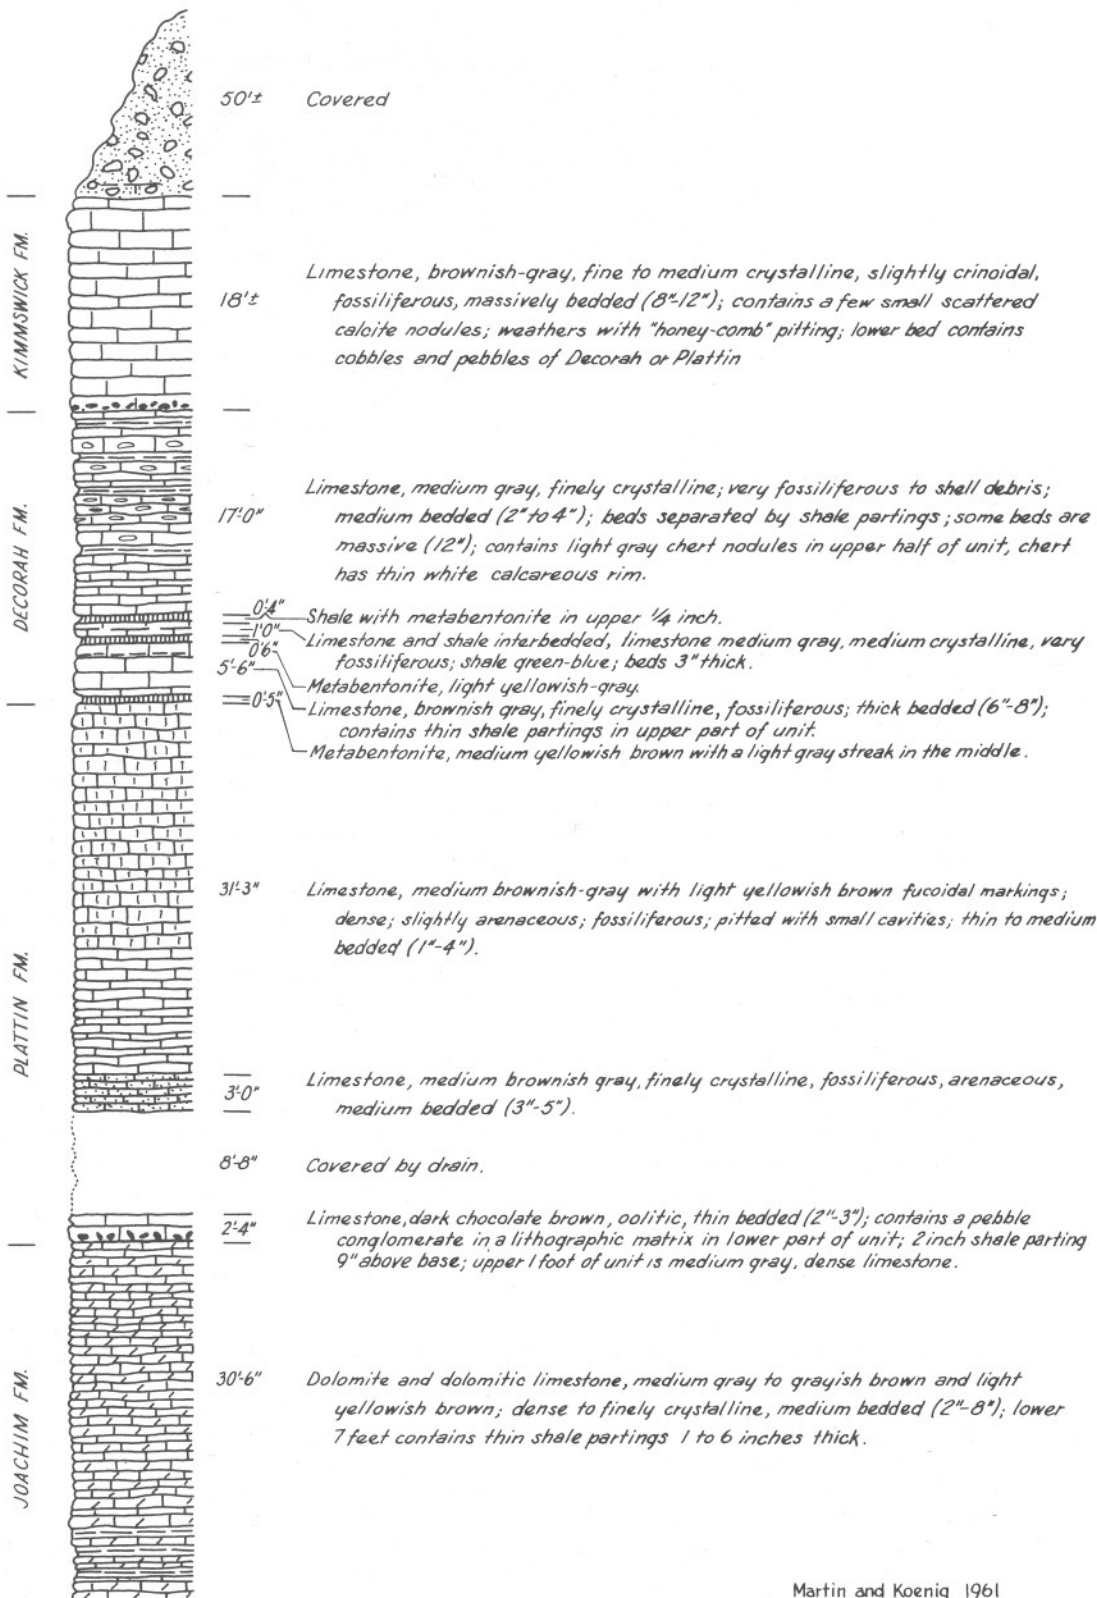 50'± Covered
KIMMSWICK FM.
18'± Limestone, brownish-gray, fine to medium crystalline, slightly crinoidal,
fossiliferous, massively bedded (8"-12"); contains a few small scattered
calcite nodules; weathers with "honey-comb" pitting; lower bed contains
cobbles and pebbles of Decorah or Plattin
DECORAH FM.
17'-0" Limestone, medium gray, finely crystalline; very fossiliferous to shell debris;
medium bedded (2" to 4"); beds separated by shale partings; some beds are
massive (12"); contains light gray chert nodules in upper half of unit, chert
has thin white calcareous rim.
0'-4" Shale with metabentonite in upper 1/4 inch.
1'-0" Limestone and shale interbedded, limestone medium gray, medium crystalline, very
fossiliferous; shale green-blue; beds 3" thick.
0'-6" Metabentonite, light yellowish-gray.
5'-6" Limestone, brownish gray, finely crystalline, fossiliferous; thick bedded (6"-8");
contains thin shale partings in upper part of unit.
0'-5" Metabentonite, medium yellowish brown with a light gray streak in the middle.
PLATTIN FM.
31'-3" Limestone, medium brownish-gray with light yellowish brown fucoidal markings;
dense; slightly arenaceous; fossiliferous; pitted with small cavities; thin to medium
bedded (1"-4").
3'-0" Limestone, medium brownish gray, finely crystalline, fossiliferous, arenaceous,
medium bedded (3"-5").
8'-8" Covered by drain.
2'-4" Limestone, dark chocolate brown, oolitic, thin bedded (2"-3"); contains a pebble
conglomerate in a lithographic matrix in lower part of unit; 2 inch shale parting
9" above base; upper 1 foot of unit is medium gray, dense limestone.
JOACHIM FM.
30'-6" Dolomite and dolomitic limestone, medium gray to grayish brown and light
yellowish brown; dense to finely crystalline, medium bedded (2"-8"); lower
7 feet contains thin shale partings 1 to 6 inches thick.
Martin and Koenig 1961